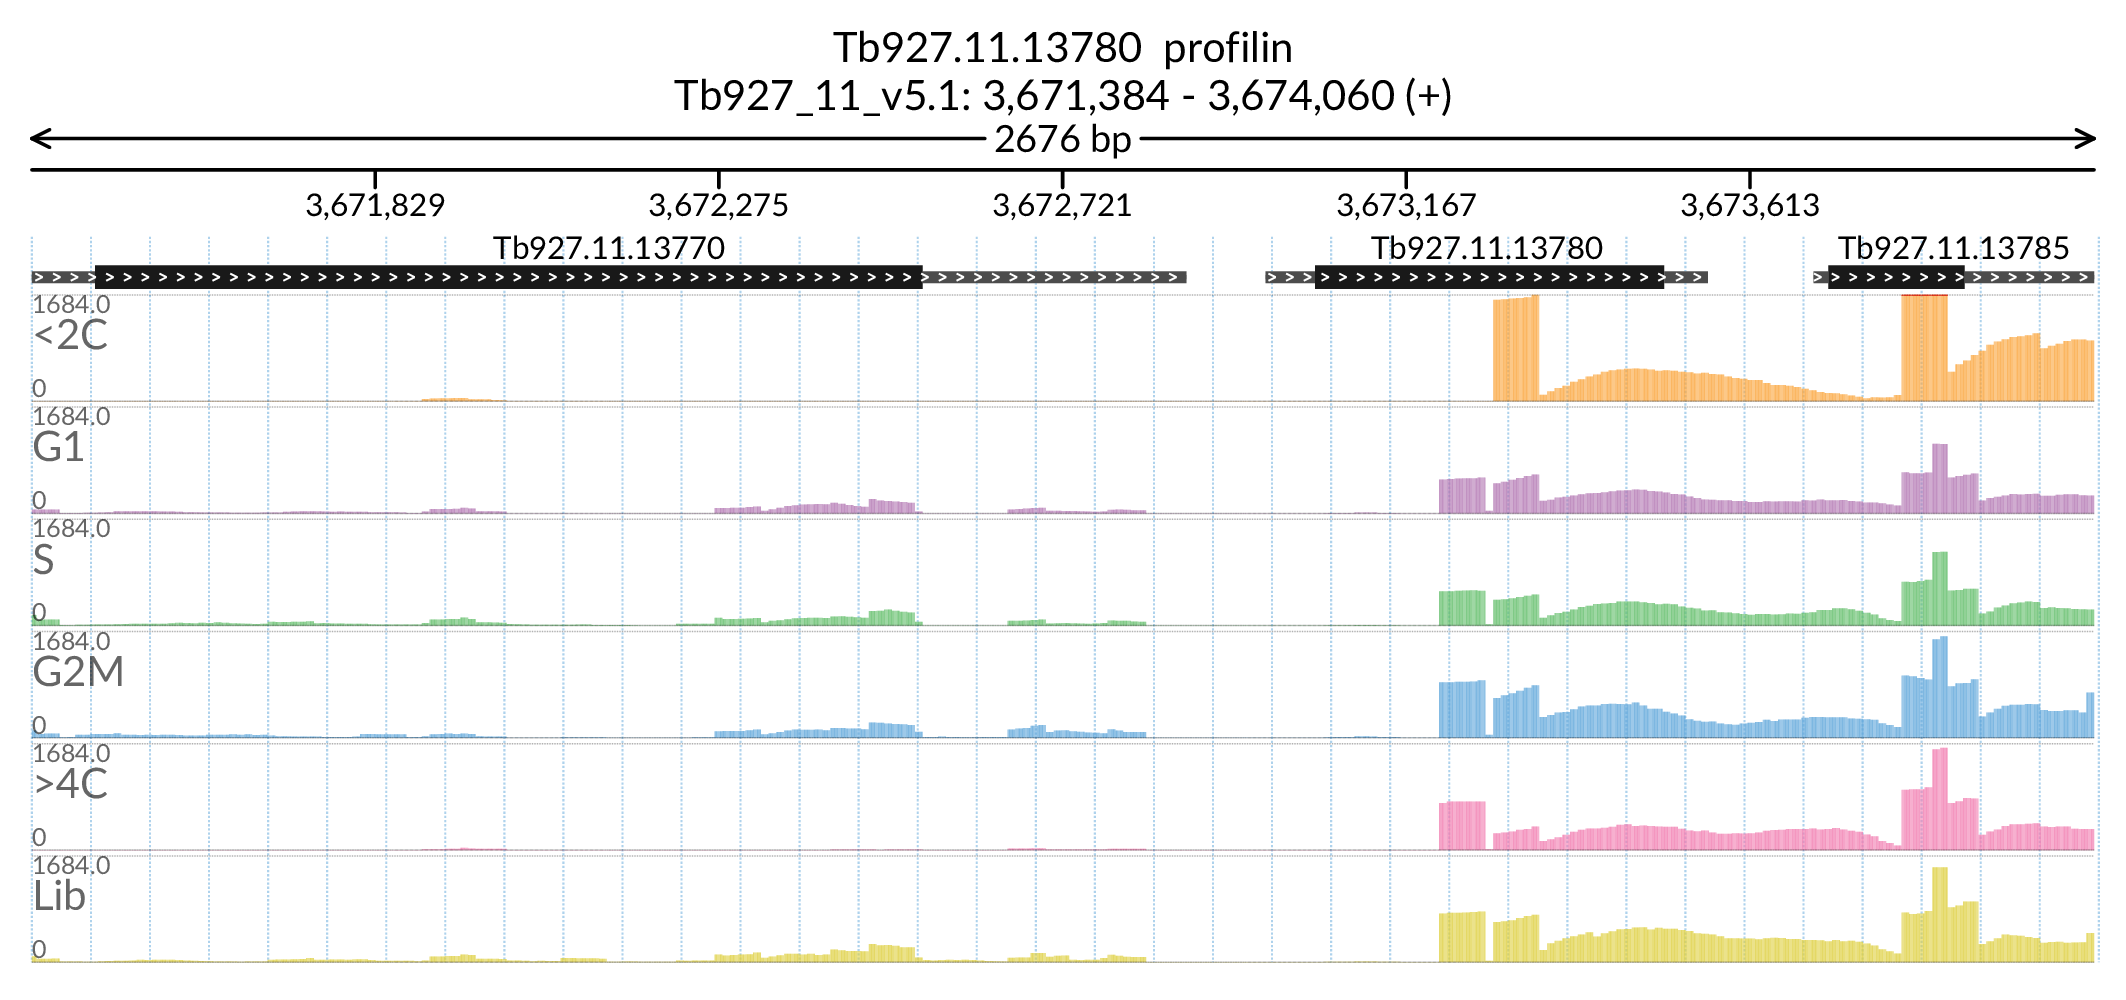 Tb927.11.13780 profilin
Tb927_11_v5.1: 3,671,384 - 3,674,060 (+)
2676 bp
3,671,829 3,672,275 3,672,721 3,673,167 3,673,613
Tb927.11.13770 Tb927.11.13780 Tb927.11.13785
1684.0
<2C
0
1684.0
G1
0
1684.0
S
0
1684.0
G2M
0
1684.0
>4C
0
1684.0
Lib
0